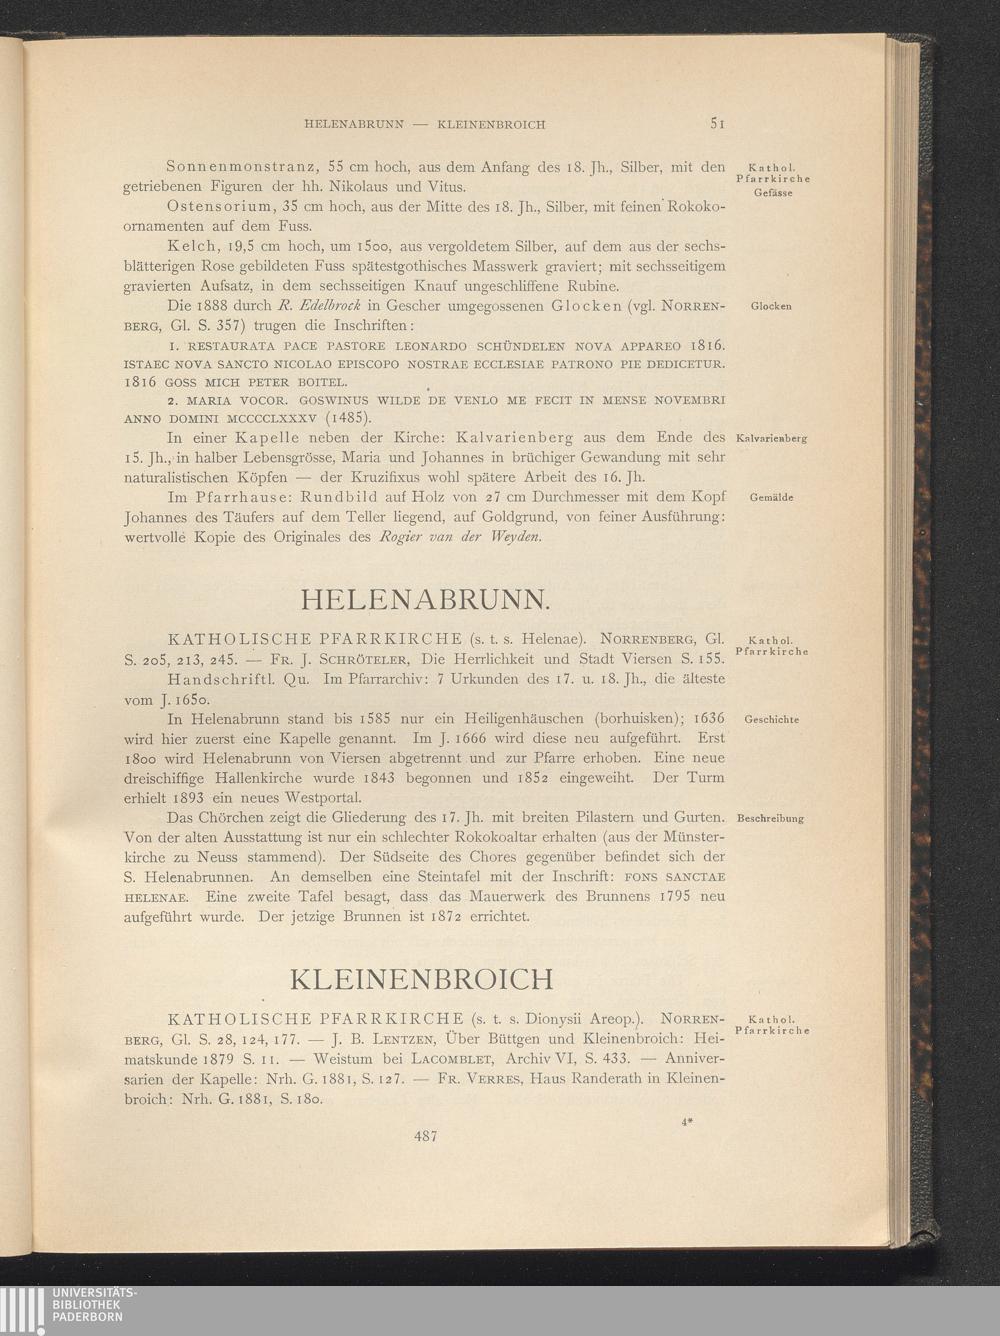 HELENABRUNN — KLEINENBROICH 51
Sonnenmonstranz, 55 cm hoch, aus dem Anfang des 18. Jh., Silber, mit den
getriebenen Figuren der hh. Nikolaus und Vitus.
Kathol.
Pfarrkirche
Gefässe
Ostensorium, 35 cm hoch, aus der Mitte des 18. Jh., Silber, mit feinen Rokoko-
ornamenten auf dem Fuss.
Kelch, 19,5 cm hoch, um 1500, aus vergoldetem Silber, auf dem aus der sechs-
blätterigen Rose gebildeten Fuss spätestgothisches Masswerk graviert; mit sechsseitigem
gravierten Aufsatz, in dem sechsseitigen Knauf ungeschliffene Rubine.
Die 1888 durch R. Edelbrock in Gescher umgegossenen Glocken (vgl. NORREN-
BERG, Gl. S. 357) trugen die Inschriften:
Glocken
1. RESTAURATA PACE PASTORE LEONARDO SCHÜNDELEN NOVA APPAREO 1816.
ISTAEC NOVA SANCTO NICOLAO EPISCOPO NOSTRAE ECCLESIAE PATRONO PIE DEDICETUR.
1816 GOSS MICH PETER BOITEL.
2. MARIA VOCOR. GOSWINUS WILDE DE VENLO ME FECIT IN MENSE NOVEMBRI
ANNO DOMINI MCCCCLXXXV (1485).
In einer Kapelle neben der Kirche: Kalvarienberg aus dem Ende des
15. Jh., in halber Lebensgrösse, Maria und Johannes in brüchiger Gewandung mit sehr
naturalistischen Köpfen — der Kruzifixus wohl spätere Arbeit des 16. Jh.
Kalvarienberg
Im Pfarrhause: Rundbild auf Holz von 27 cm Durchmesser mit dem Kopf
Johannes des Täufers auf dem Teller liegend, auf Goldgrund, von feiner Ausführung:
wertvolle Kopie des Originales des Rogier van der Weyden.
Gemälde
HELENABRUNN.
KATHOLISCHE PFARRKIRCHE (s. t. s. Helenae). NORRENBERG, Gl.
S. 205, 213, 245. — FR. J. SCHRÖTELER, Die Herrlichkeit und Stadt Viersen S. 155.
Kathol.
Pfarrkirche
Handschriftl. Qu. Im Pfarrarchiv: 7 Urkunden des 17. u. 18. Jh., die älteste
vom J. 1650.
In Helenabrunn stand bis 1585 nur ein Heiligenhäuschen (borhuisken); 1636
wird hier zuerst eine Kapelle genannt. Im J. 1666 wird diese neu aufgeführt. Erst
1800 wird Helenabrunn von Viersen abgetrennt und zur Pfarre erhoben. Eine neue
dreischiffige Hallenkirche wurde 1843 begonnen und 1852 eingeweiht. Der Turm
erhielt 1893 ein neues Westportal.
Geschichte
Das Chörchen zeigt die Gliederung des 17. Jh. mit breiten Pilastern und Gurten.
Von der alten Ausstattung ist nur ein schlechter Rokokoaltar erhalten (aus der Münster-
kirche zu Neuss stammend). Der Südseite des Chores gegenüber befindet sich der
S. Helenabrunnen. An demselben eine Steintafel mit der Inschrift: FONS SANCTAE
HELENAE. Eine zweite Tafel besagt, dass das Mauerwerk des Brunnens 1795 neu
aufgeführt wurde. Der jetzige Brunnen ist 1872 errichtet.
Beschreibung
KLEINENBROICH
KATHOLISCHE PFARRKIRCHE (s. t. s. Dionysii Areop.). NORREN-
BERG, Gl. S. 28, 124, 177. — J. B. LENTZEN, Über Büttgen und Kleinenbroich: Hei-
matskunde 1879 S. 11. — Weistum bei LACOMBLET, Archiv VI, S. 433. — Anniver-
sarien der Kapelle: Nrh. G. 1881, S. 127. — FR. VERRES, Haus Randerath in Kleinen-
broich: Nrh. G. 1881, S. 180.
Kathol.
Pfarrkirche
4*
487
UNIVERSITÄTS-
BIBLIOTHEK
PADERBORN